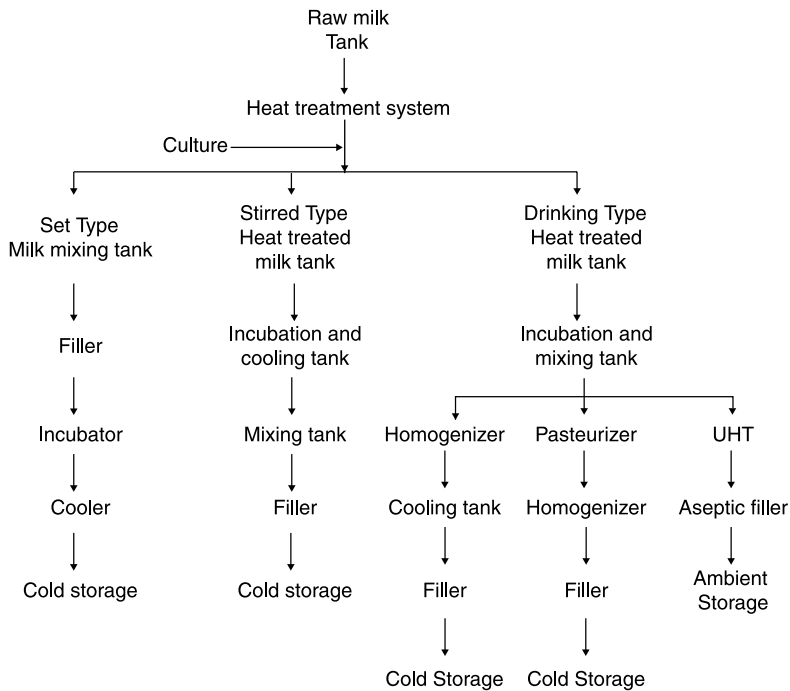 Raw milk
Tank
Heat treatment system
Culture
Set Type
Milk mixing tank
Filler
Incubator
Cooler
Cold storage
Stirred Type
Heat treated
milk tank
Incubation and
cooling tank
Mixing tank
Filler
Cold storage
Drinking Type
Heat treated
milk tank
Incubation and
mixing tank
Homogenizer
Cooling tank
Filler
Cold Storage
Pasteurizer
Homogenizer
Filler
Cold Storage
UHT
Aseptic filler
Ambient
Storage